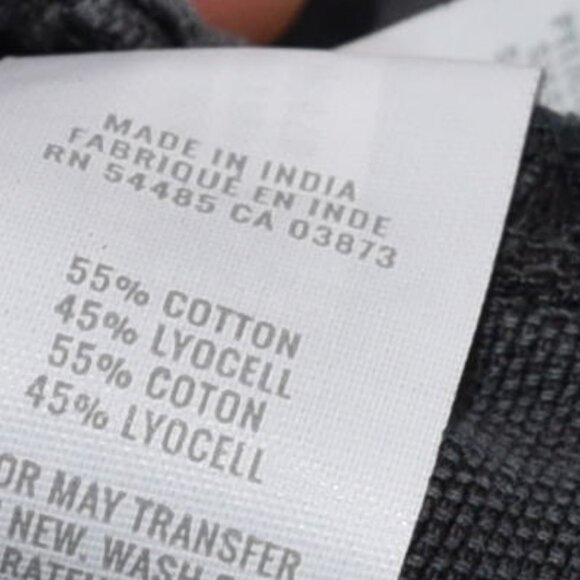 MADE IN INDIA
FABRIQUE EN INDE
RN 54485 CA 03873
55% COTTON
45% LYOCELL
55% COTON
45% LYOCELL
OR MAY TRANSFER
NEW. WASH